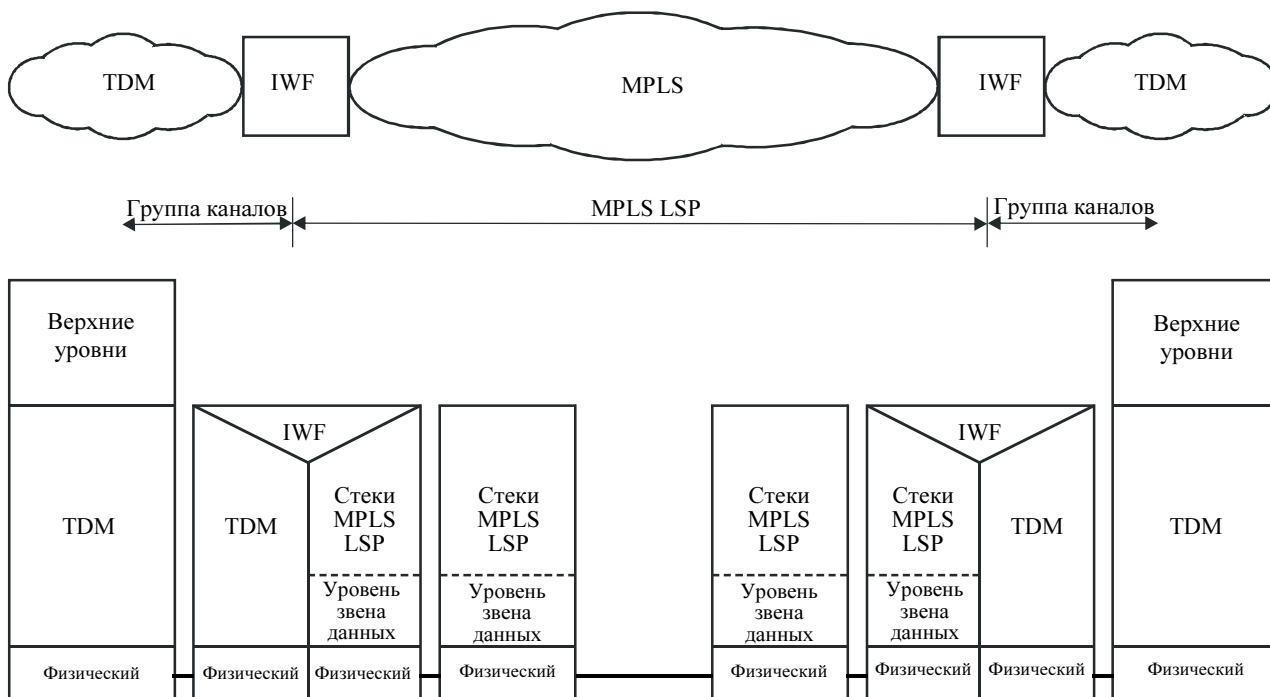 TDM IWF MPLS IWF TDM
Группа каналов MPLS LSP Группа каналов
Верхние
уровни
Верхние
уровни
IWF
IWF
TDM
TDM
Стеки
MPLS
LSP
Стеки
MPLS
LSP
Стеки
MPLS
LSP
Стеки
MPLS
LSP
TDM
TDM
Уровень
звена
данных
Уровень
звена
данных
Уровень
звена
данных
Уровень
звена
данных
Физический Физический Физический Физический Физический Физический Физический Физический